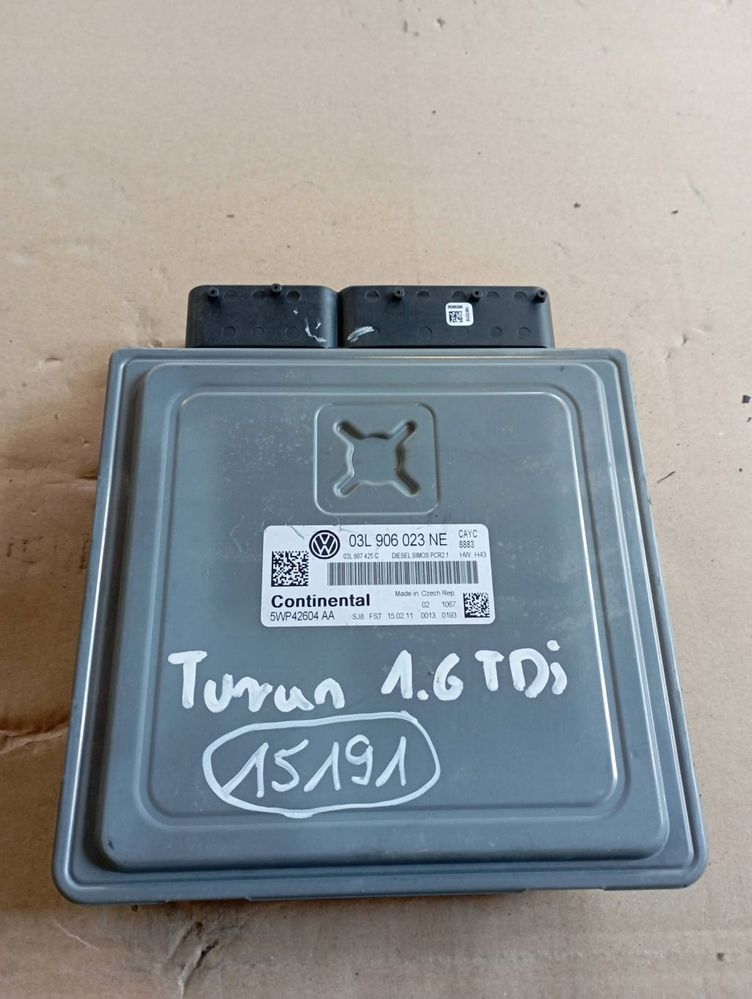 03L 906 023 NE CAYC
8883
03L 907 425 C DIESEL SIMOS PCR2.1 HW H43
Made in Czech Rep
Continental 02 1067
5WP42604 AA SJ8 FST 15.02.11 0013 0193
Turan 1.6 TDi
15191